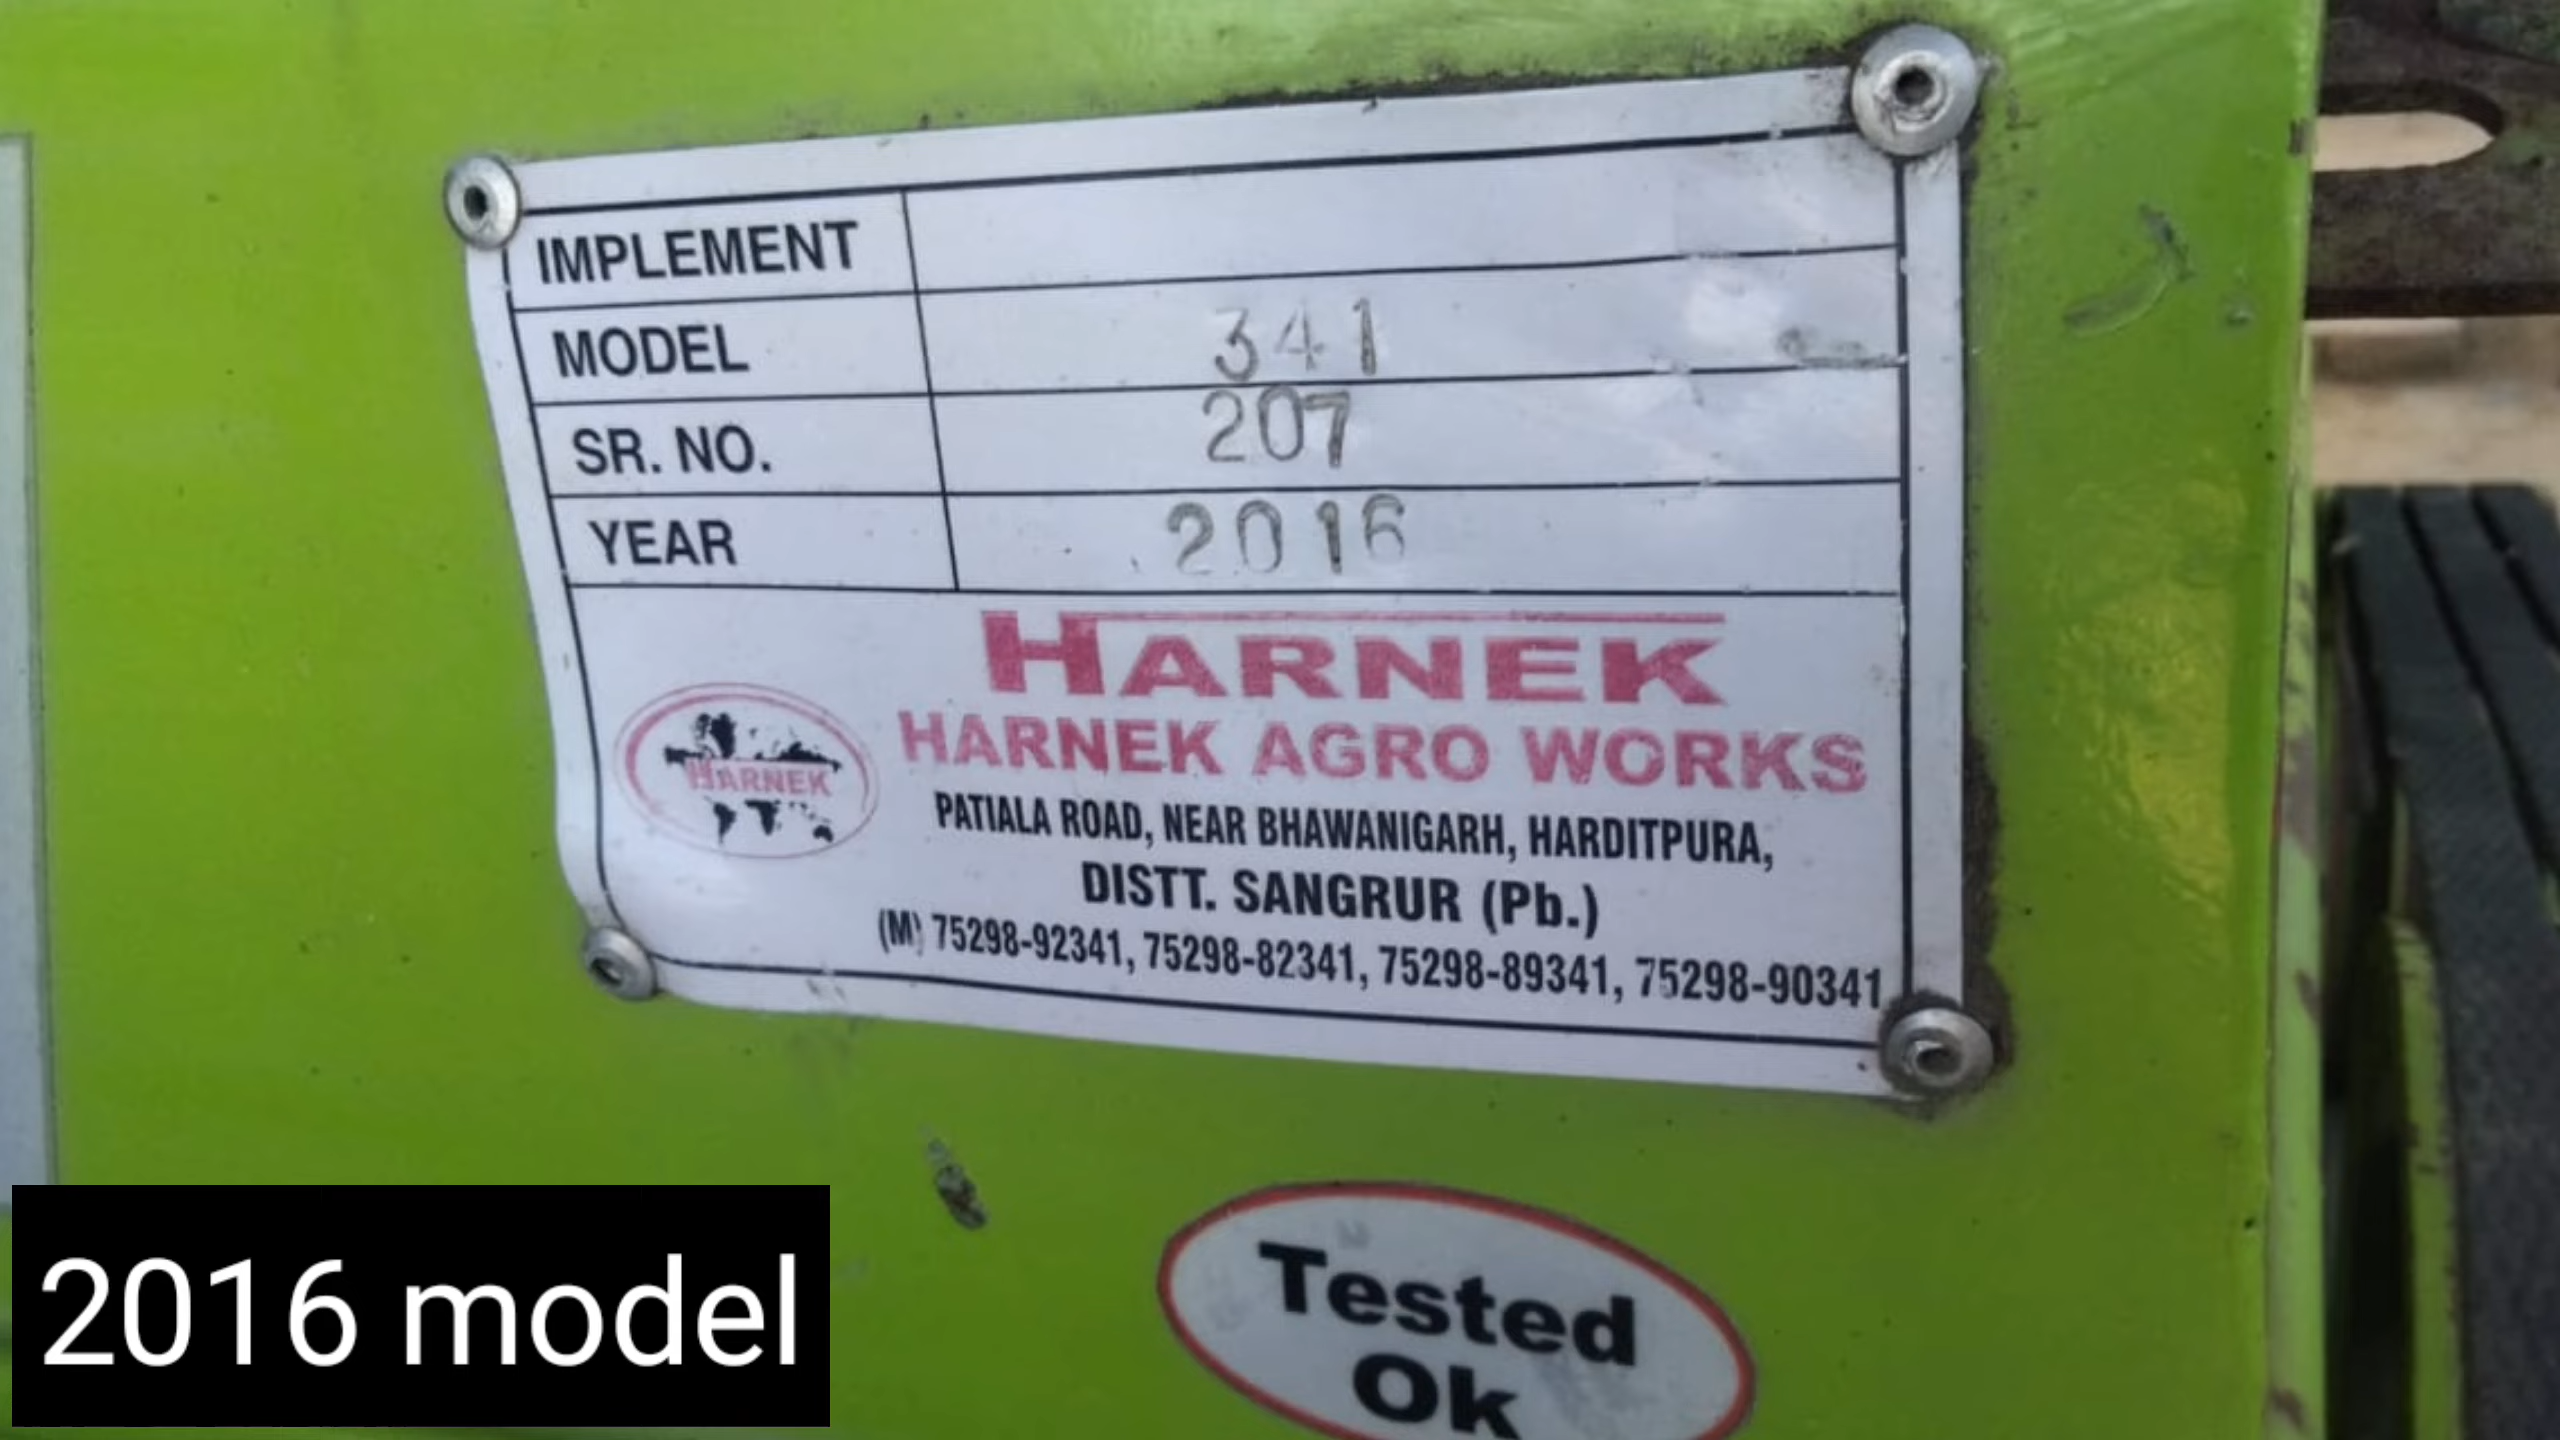 IMPLEMENT
MODEL 341
SR. NO. 207
YEAR 2016
HARNEK
HARNEK AGRO WORKS
HARNEK
PATIALA ROAD, NEAR BHAWANIGARH, HARDITPURA,
DISTT. SANGRUR (Pb.)
(M) 75298-92341, 75298-82341, 75298-89341, 75298-90341
Tested
Ok
2016 model